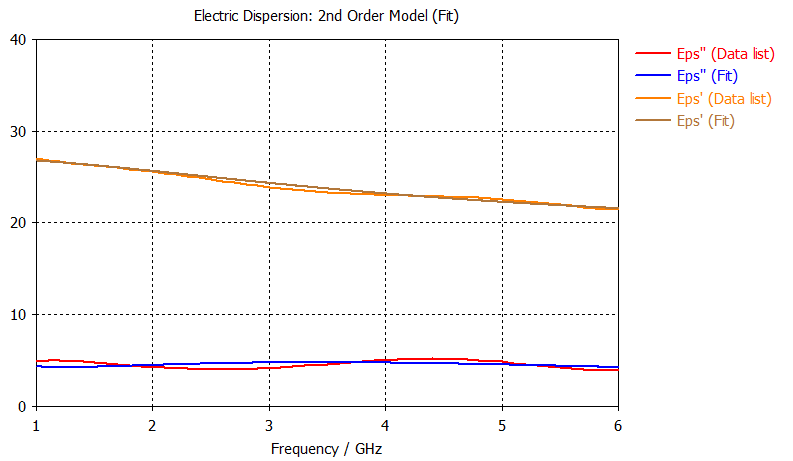 Electric Dispersion: 2nd Order Model (Fit)
40
30
20
10
0
1 2 3 4 5 6
Frequency / GHz
Eps" (Data list)
Eps" (Fit)
Eps' (Data list)
Eps' (Fit)